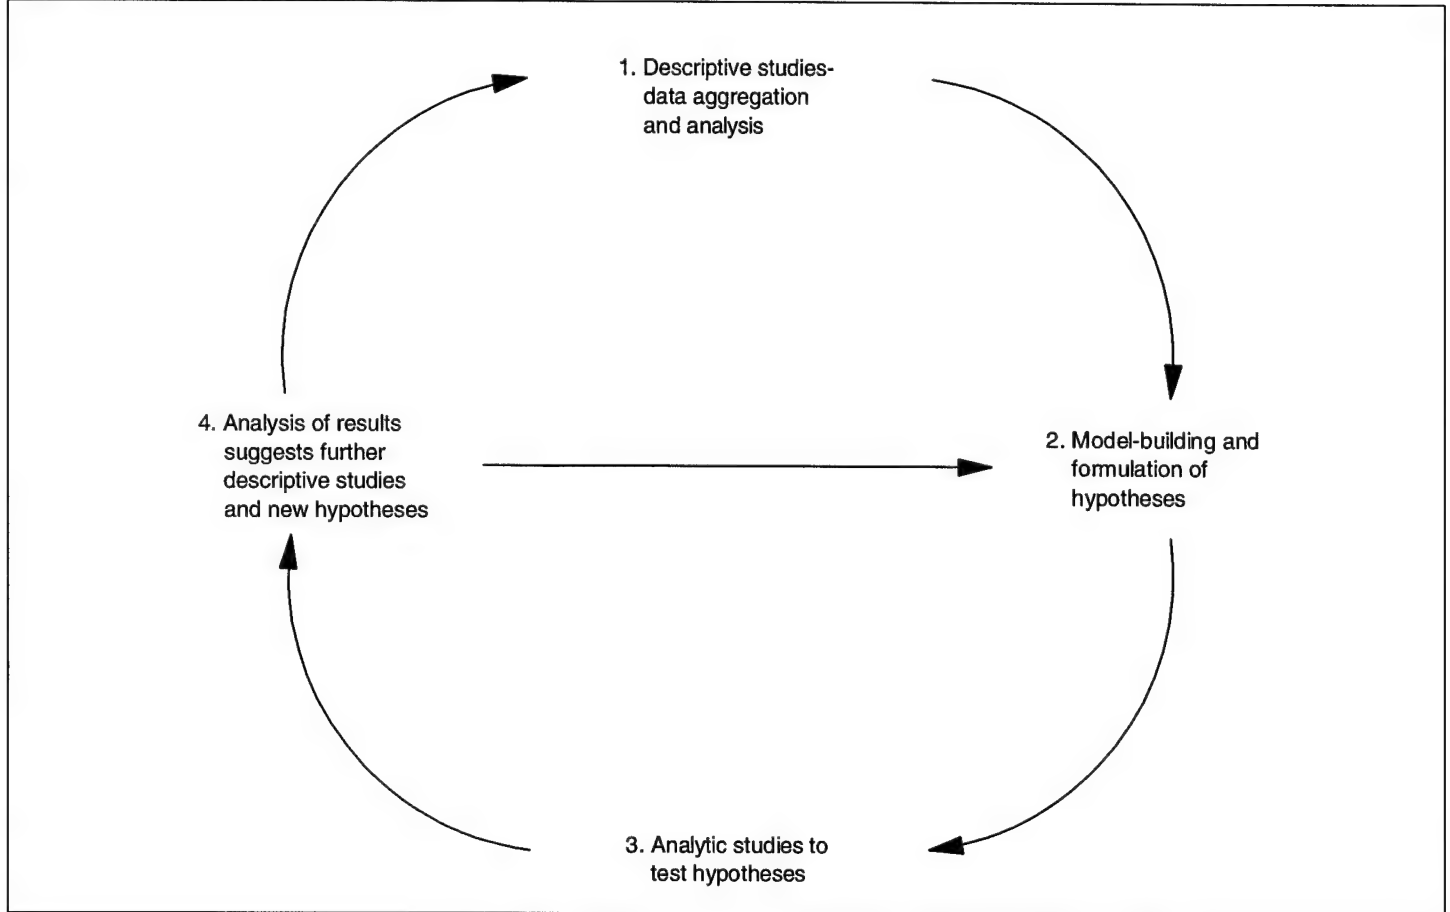 1. Descriptive studies-
data aggregation
and analysis
4. Analysis of results
suggests further
descriptive studies
and new hypotheses
2. Model-building and
formulation of
hypotheses
3. Analytic studies to
test hypotheses